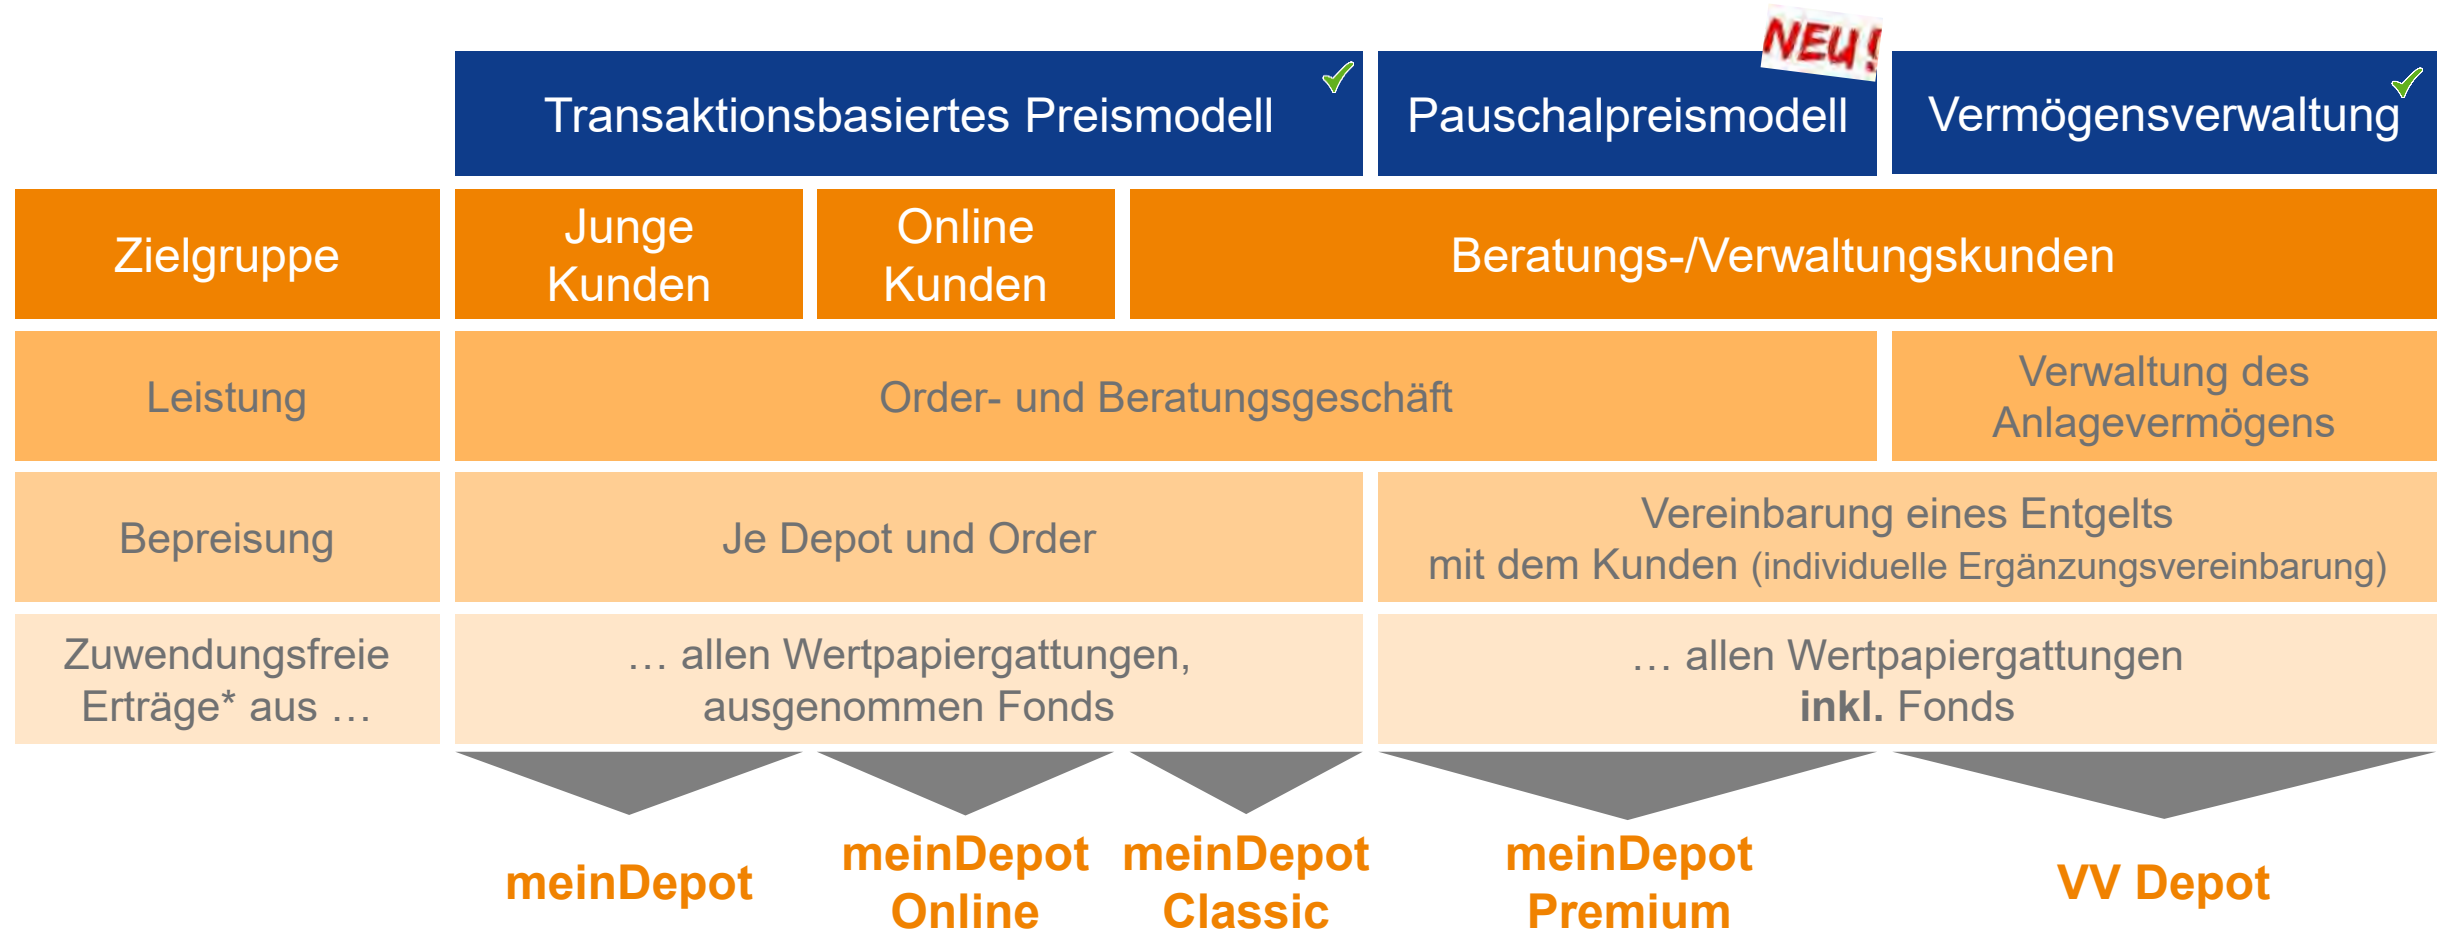 NEU!
Transaktionsbasiertes Preismodell
Pauschalpreismodell
Vermögensverwaltung
Zielgruppe
Junge
Kunden
Online
Kunden
Beratungs-/Verwaltungskunden
Leistung
Order- und Beratungsgeschäft
Verwaltung des
Anlagevermögens
Bepreisung
Je Depot und Order
Vereinbarung eines Entgelts
mit dem Kunden (individuelle Ergänzungsvereinbarung)
Zuwendungsfreie
Erträge* aus …
… allen Wertpapiergattungen,
ausgenommen Fonds
… allen Wertpapiergattungen
inkl. Fonds
meinDepot
meinDepot
Online
meinDepot
Classic
meinDepot
Premium
VV Depot